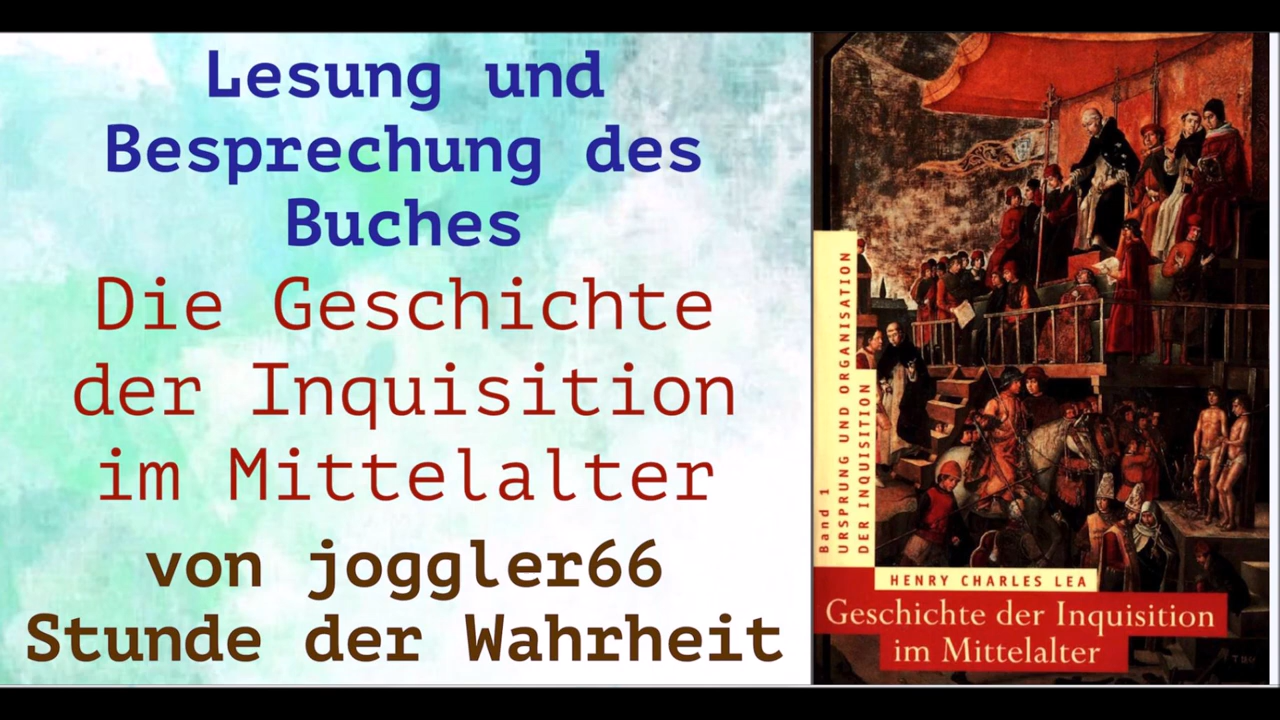 Lesung und
Besprechung des
Buches
Die Geschichte
der Inquisition
im Mittelalter
von joggler66
Stunde der Wahrheit
Band 1
URSPRUNG UND ORGANISATION
DER INQUISITION
HENRY CHARLES LEA
Geschichte der Inquisition
im Mittelalter